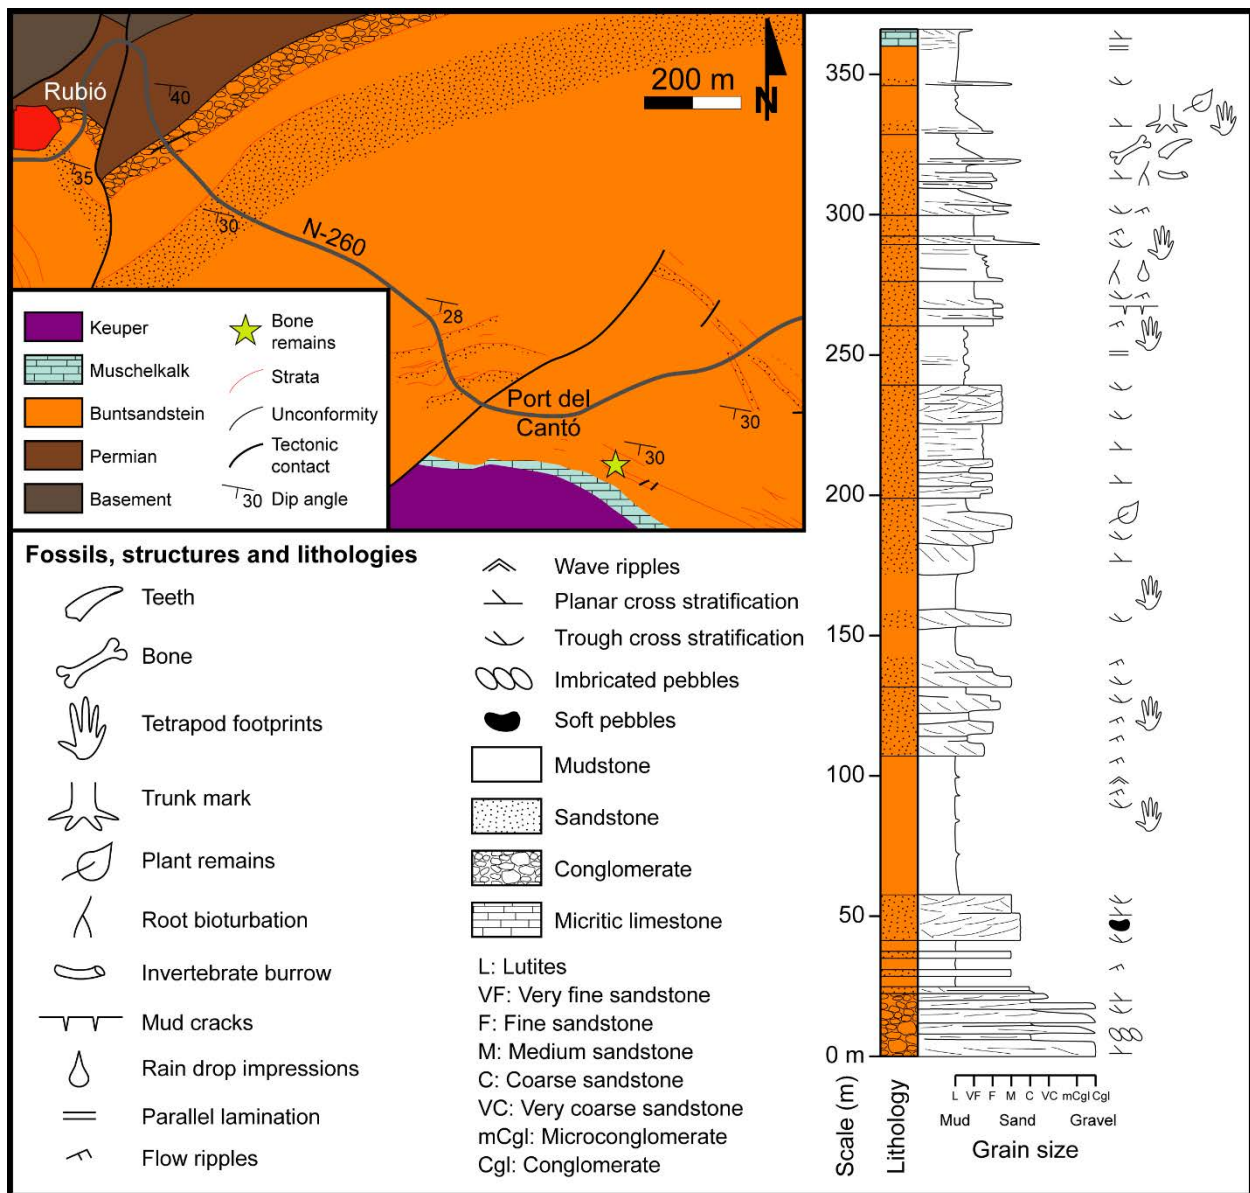 Rubió
40
35
30
N-260
28
200 m
N
Port del
Cantó
30
30
Keuper
Muschelkalk
Buntsandstein
Permian
Basement
Bone
remains
Strata
Unconformity
Tectonic
contact
30 Dip angle
Fossils, structures and lithologies
Teeth
Bone
Tetrapod footprints
Trunk mark
Plant remains
Root bioturbation
Invertebrate burrow
Mud cracks
Rain drop impressions
Parallel lamination
Flow ripples
Wave ripples
Planar cross stratification
Trough cross stratification
Imbricated pebbles
Soft pebbles
Mudstone
Sandstone
Conglomerate
Micritic limestone
L: Lutites
VF: Very fine sandstone
F: Fine sandstone
M: Medium sandstone
C: Coarse sandstone
VC: Very coarse sandstone
mCgl: Microconglomerate
Cgl: Conglomerate
350
300
250
200
150
100
50
0 m
Scale (m)
Lithology
L VF F M C VC mCgl Cgl
Mud Sand Gravel
Grain size